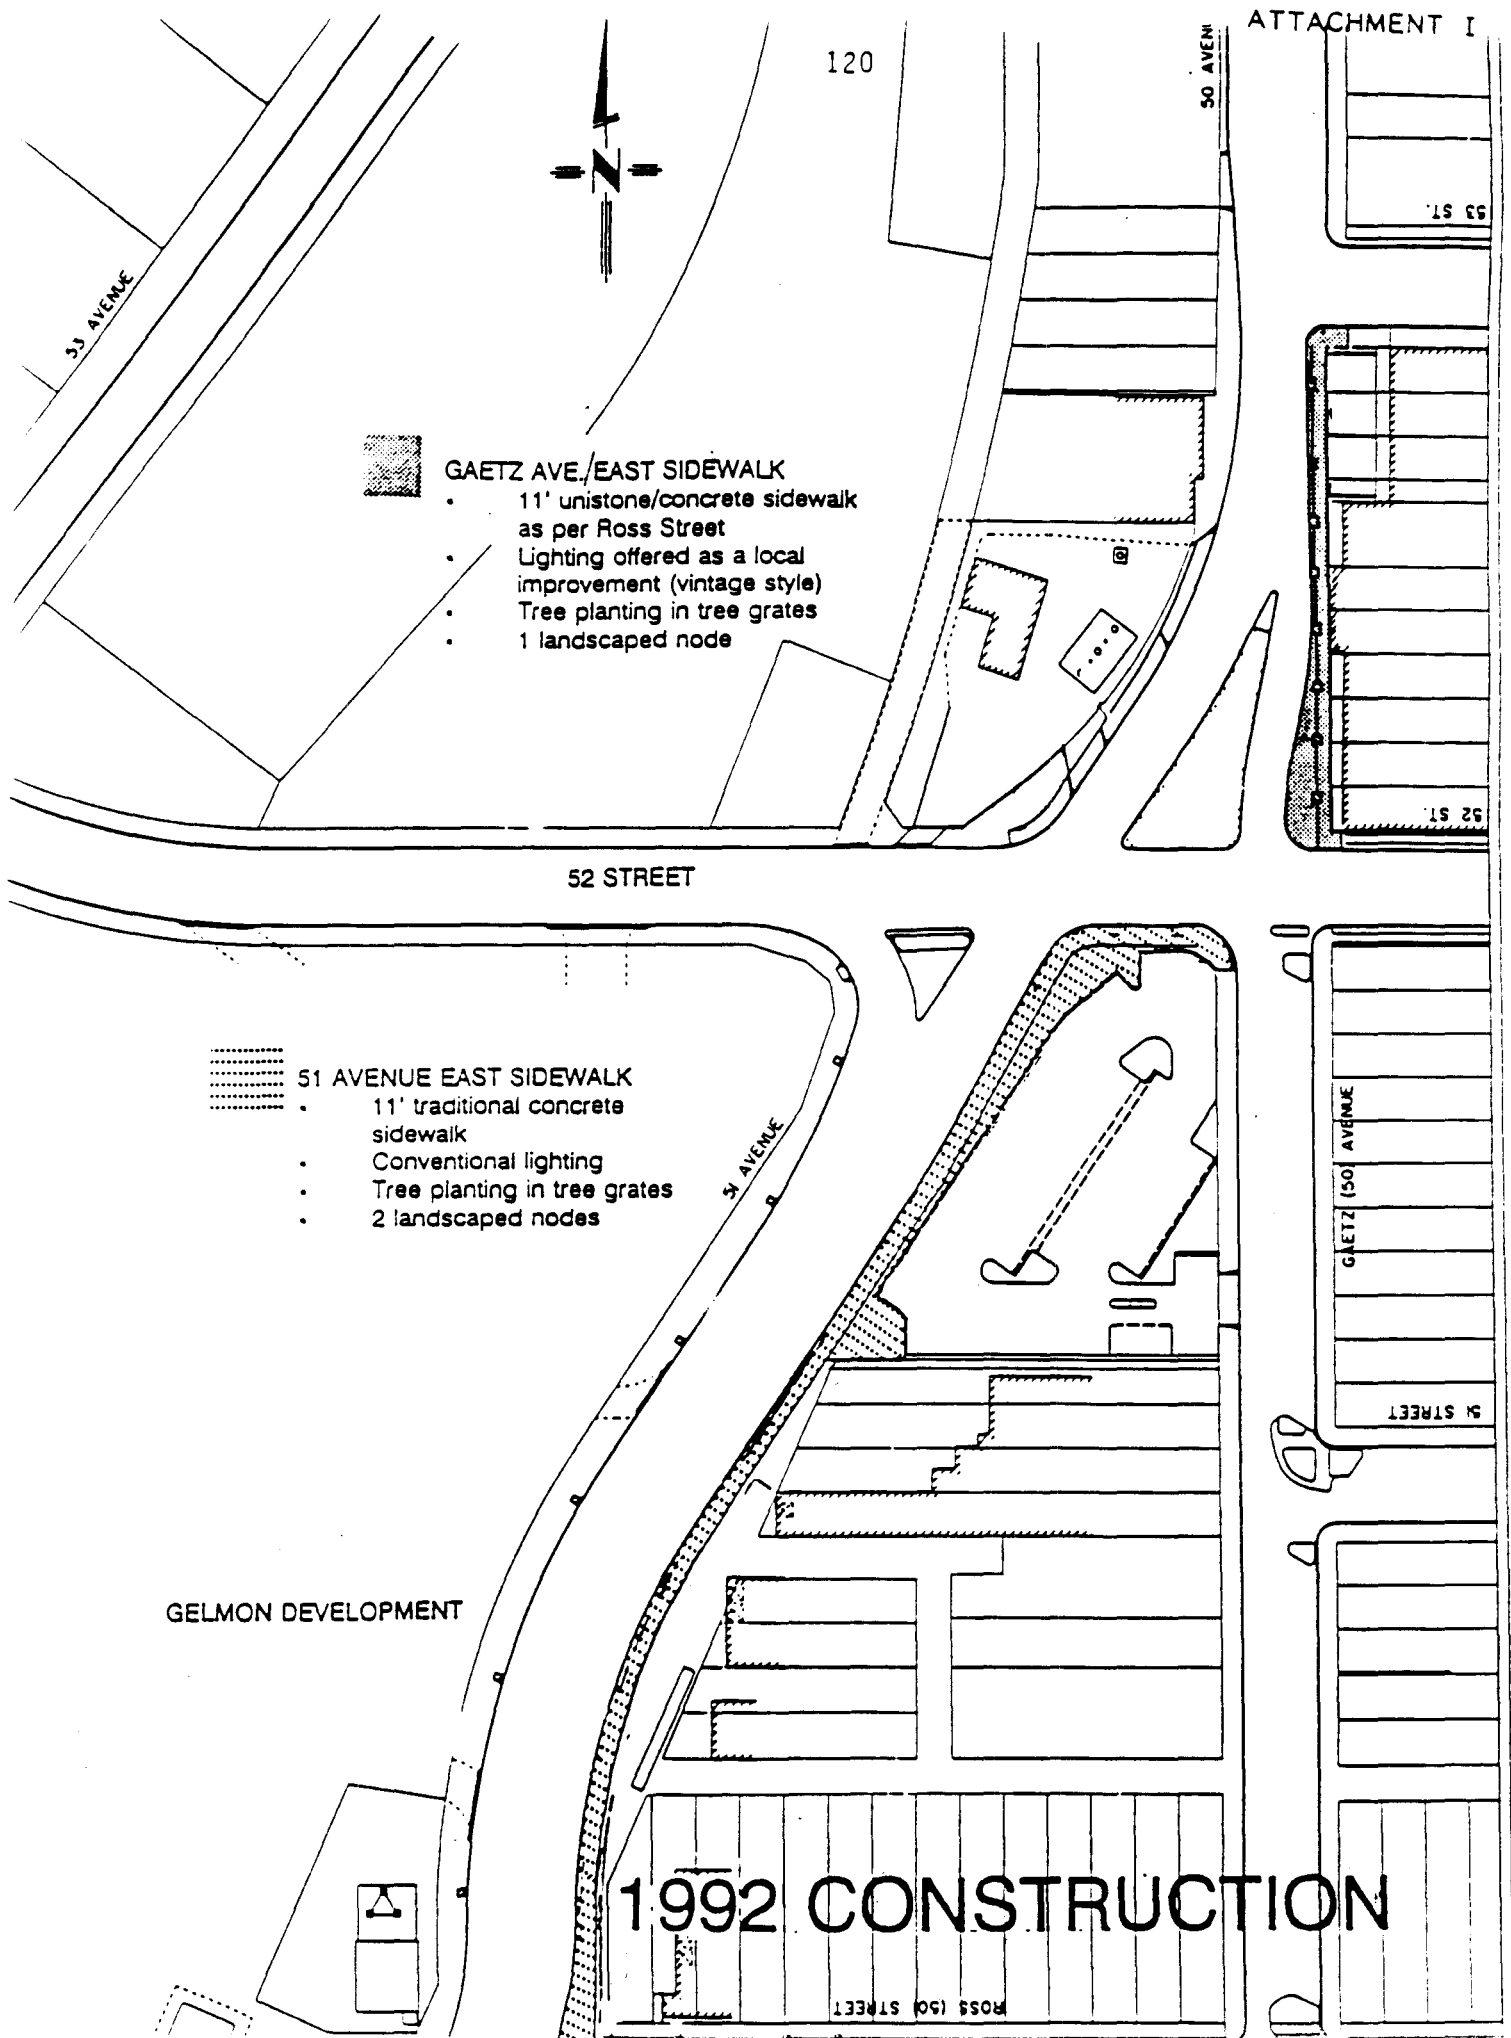 ATTACHMENT I
120
50 AVEN
53 ST.
N
53 AVENUE
GAETZ AVE./EAST SIDEWALK
• 11' unistone/concrete sidewalk
as per Ross Street
• Lighting offered as a local
improvement (vintage style)
• Tree planting in tree grates
• 1 landscaped node
52 ST.
52 STREET
51 AVENUE EAST SIDEWALK
• 11' traditional concrete
sidewalk
• Conventional lighting
• Tree planting in tree grates
• 2 landscaped nodes
51 AVENUE
GAETZ (50) AVENUE
51 STREET
GELMON DEVELOPMENT
1992 CONSTRUCTION
ROSS (50) STREET